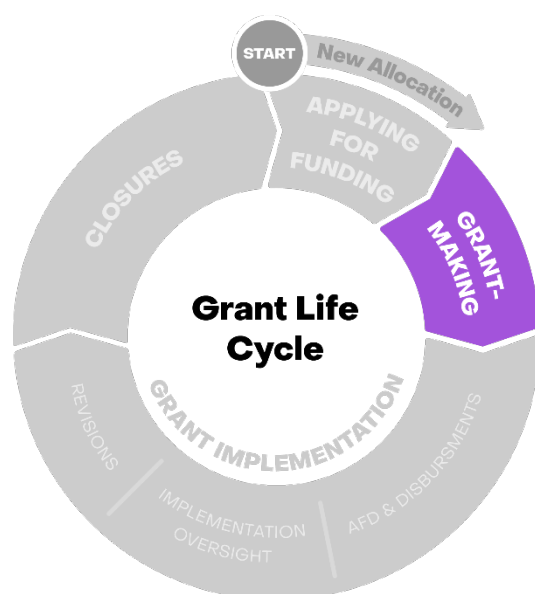 START
New Allocation
APPLYING
FOR
FUNDING
GRANT-
MAKING
CLOSURES
Grant Life
Cycle
GRANT IMPLEMENTATION
REVISIONS
IMPLEMENTATION
OVERSIGHT
AFD & DISBURSMENTS